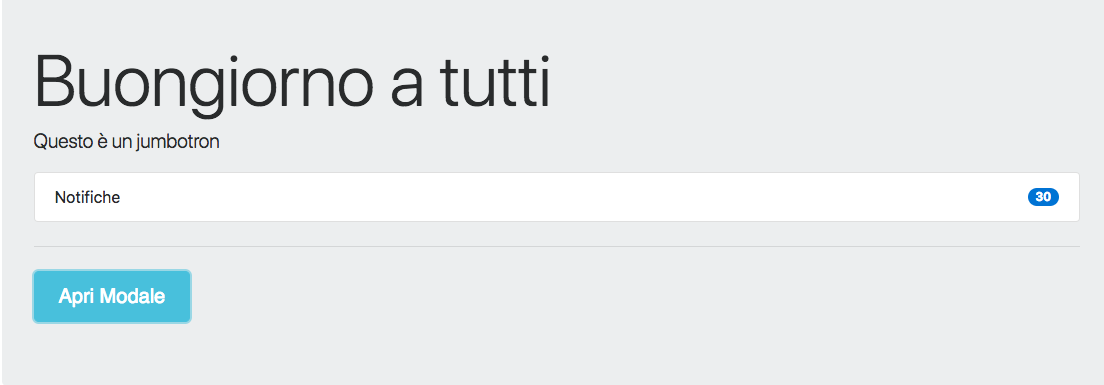 Buongiorno a tutti
Questo è un jumbotron
Notifiche 30
Apri Modale